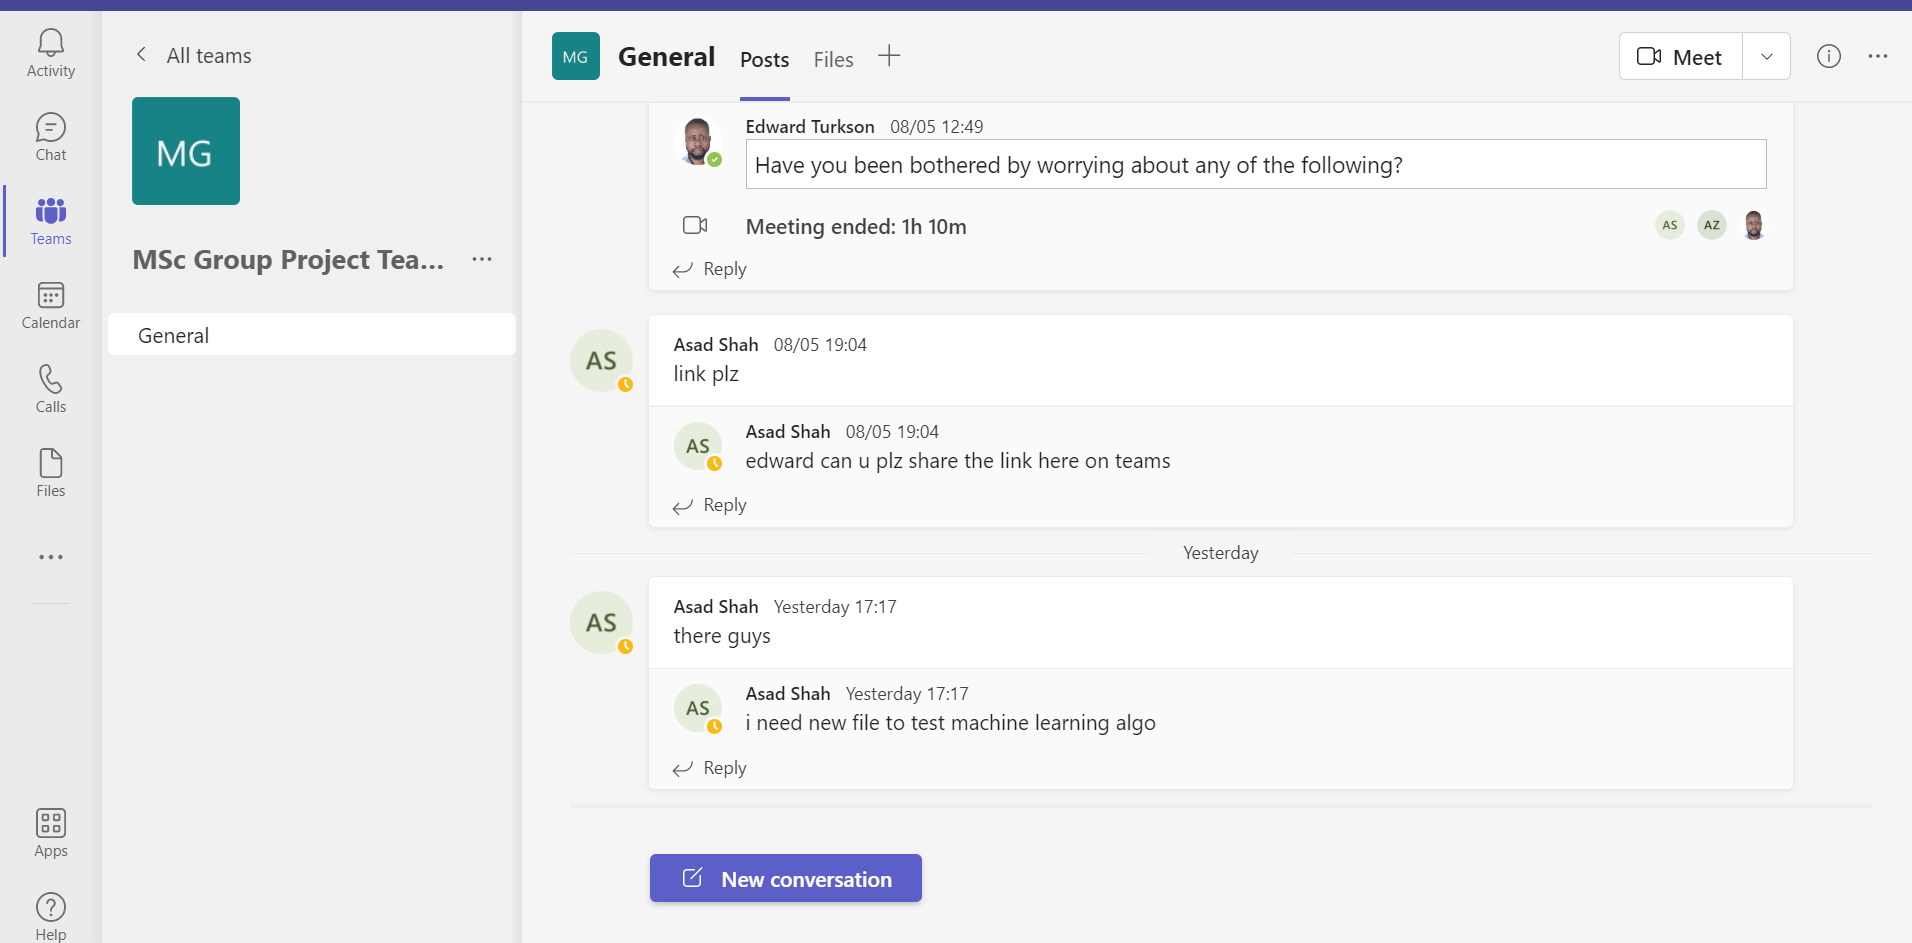 Activity
Chat
Teams
Calendar
Calls
Files
Apps
Help
All teams
MG
MSc Group Project Tea...
General
MG
General
Posts
Files
Meet
Edward Turkson 08/05 12:49
Have you been bothered by worrying about any of the following?
Meeting ended: 1h 10m
AS AZ
Reply
AS
Asad Shah 08/05 19:04
link plz
AS
Asad Shah 08/05 19:04
edward can u plz share the link here on teams
Reply
Yesterday
AS
Asad Shah Yesterday 17:17
there guys
AS
Asad Shah Yesterday 17:17
i need new file to test machine learning algo
Reply
New conversation